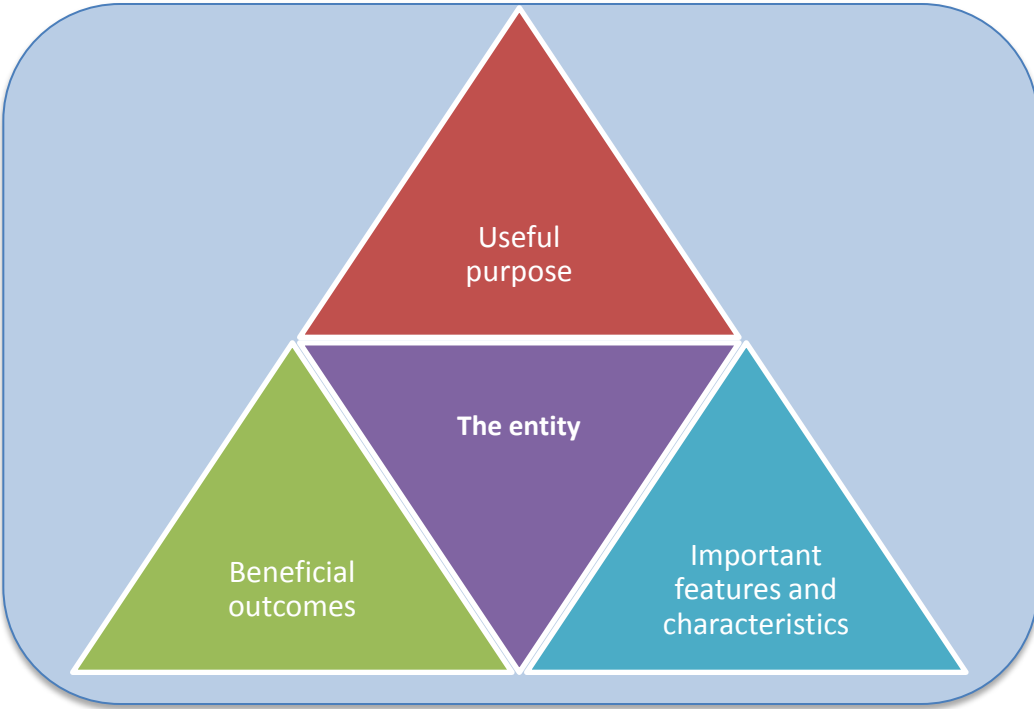 Useful
purpose
The entity
Beneficial
outcomes
Important
features and
characteristics